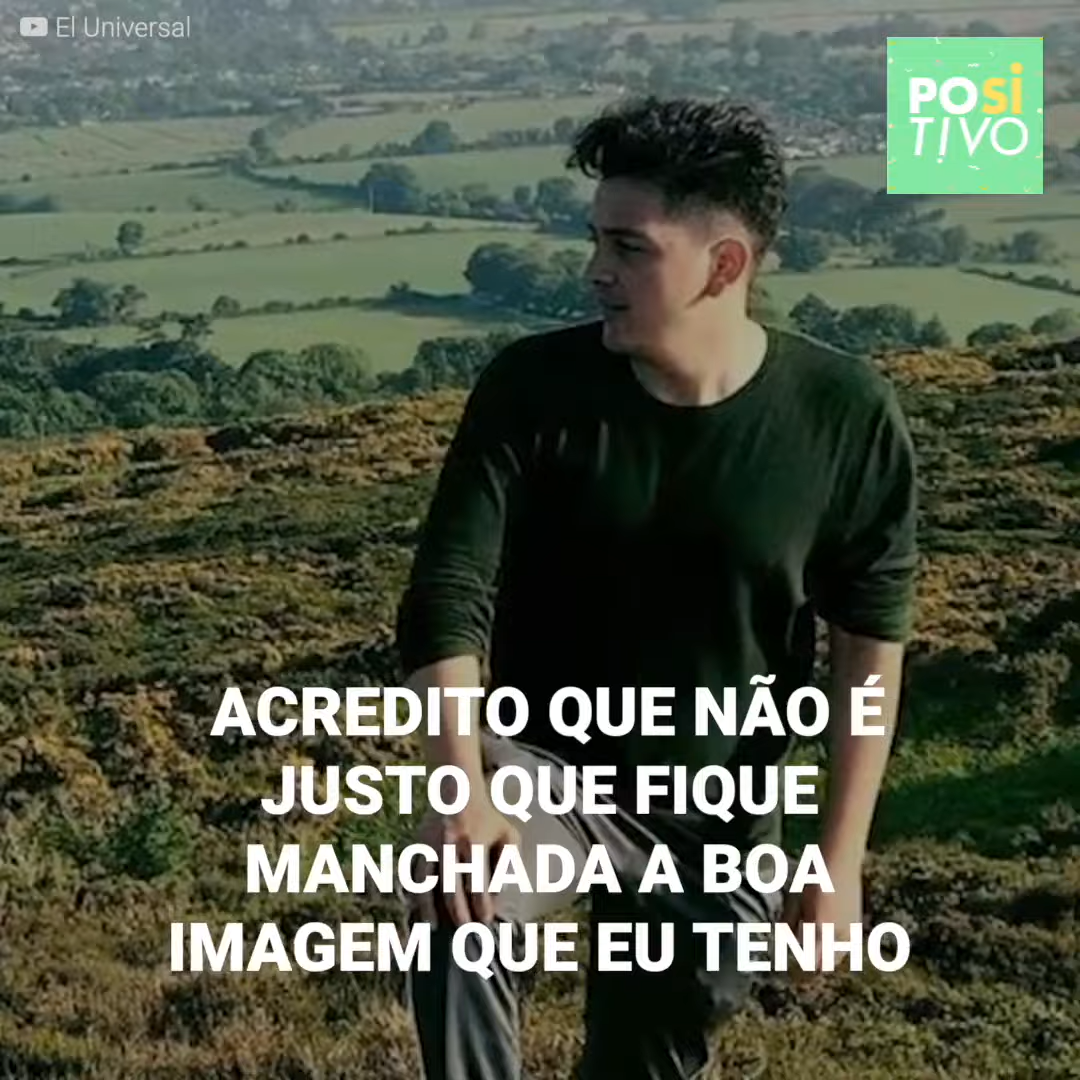 El Universal
POSi
TiVO
ACREDITO QUE NÃO É
JUSTO QUE FIQUE
MANCHADA A BOA
IMAGEM QUE EU TENHO